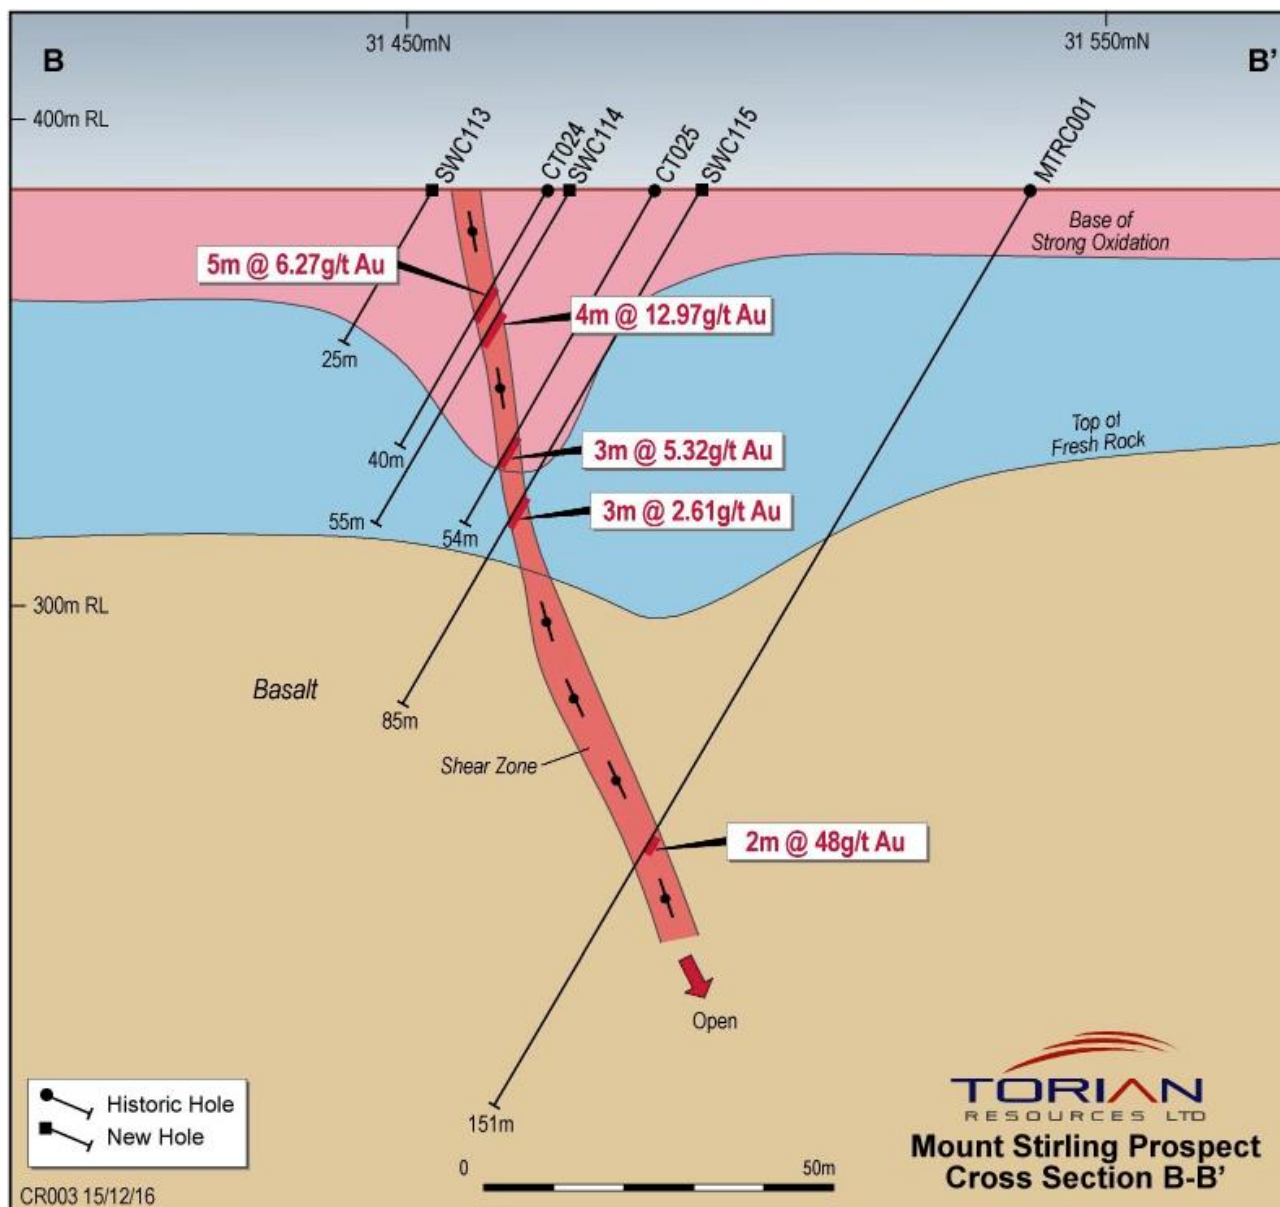 31 450mN
31 550mN
B
B'
400m RL
SWC113
CT024
SWC114
CT025
SWC115
MTRC001
Base of
Strong Oxidation
5m @ 6.27g/t Au
4m @ 12.97g/t Au
25m
Top of
Fresh Rock
3m @ 5.32g/t Au
40m
3m @ 2.61g/t Au
55m
54m
300m RL
Basalt
85m
Shear Zone
2m @ 48g/t Au
Open
Historic Hole
New Hole
151m
TORIAN
RESOURCES LTD
Mount Stirling Prospect
Cross Section B-B'
0
50m
CR003 15/12/16